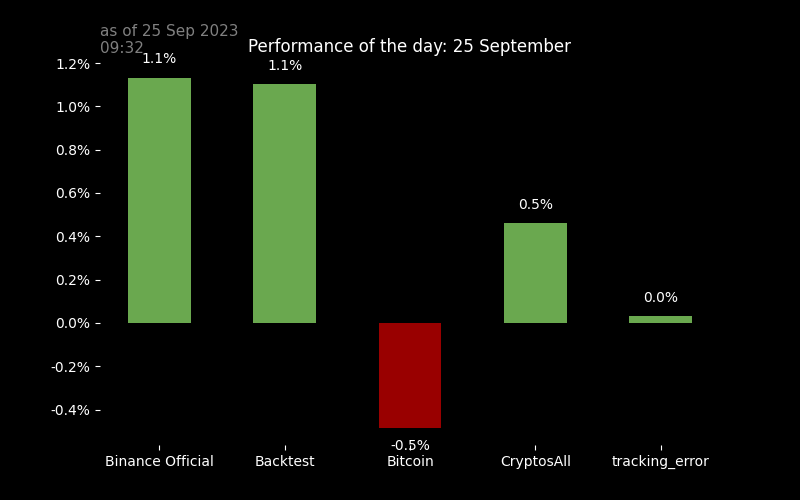 as of 25 Sep 2023
09:32
Performance of the day: 25 September
1.2%
1.0%
0.8%
0.6%
0.4%
0.2%
0.0%
-0.2%
-0.4%
1.1%
1.1%
-0.5%
0.5%
0.0%
Binance Official
Backtest
Bitcoin
CryptosAll
tracking_error